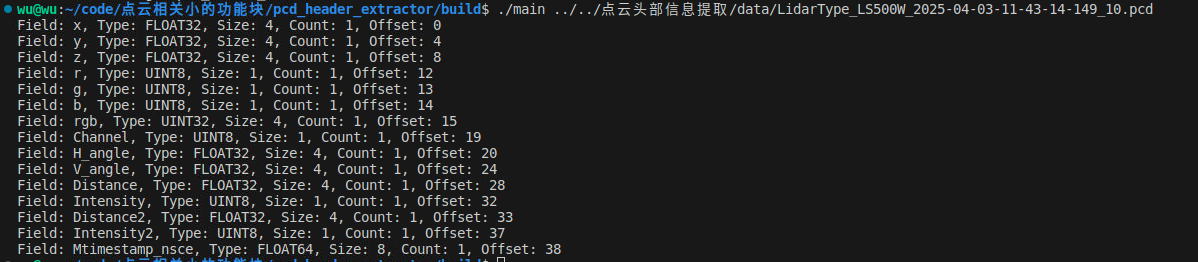 wu@wu:~/code/点云相关小的功能块/pcd_header_extractor/build$ ./main ../../点云头部信息提取/data/LidarType_LS500W_2025-04-03-11-43-14-149_10.pcd
Field: x, Type: FLOAT32, Size: 4, Count: 1, Offset: 0
Field: y, Type: FLOAT32, Size: 4, Count: 1, Offset: 4
Field: z, Type: FLOAT32, Size: 4, Count: 1, Offset: 8
Field: r, Type: UINT8, Size: 1, Count: 1, Offset: 12
Field: g, Type: UINT8, Size: 1, Count: 1, Offset: 13
Field: b, Type: UINT8, Size: 1, Count: 1, Offset: 14
Field: rgb, Type: UINT32, Size: 4, Count: 1, Offset: 15
Field: Channel, Type: UINT8, Size: 1, Count: 1, Offset: 19
Field: H_angle, Type: FLOAT32, Size: 4, Count: 1, Offset: 20
Field: V_angle, Type: FLOAT32, Size: 4, Count: 1, Offset: 24
Field: Distance, Type: FLOAT32, Size: 4, Count: 1, Offset: 28
Field: Intensity, Type: UINT8, Size: 1, Count: 1, Offset: 32
Field: Distance2, Type: FLOAT32, Size: 4, Count: 1, Offset: 33
Field: Intensity2, Type: UINT8, Size: 1, Count: 1, Offset: 37
Field: Mtimestamp_nsce, Type: FLOAT64, Size: 8, Count: 1, Offset: 38